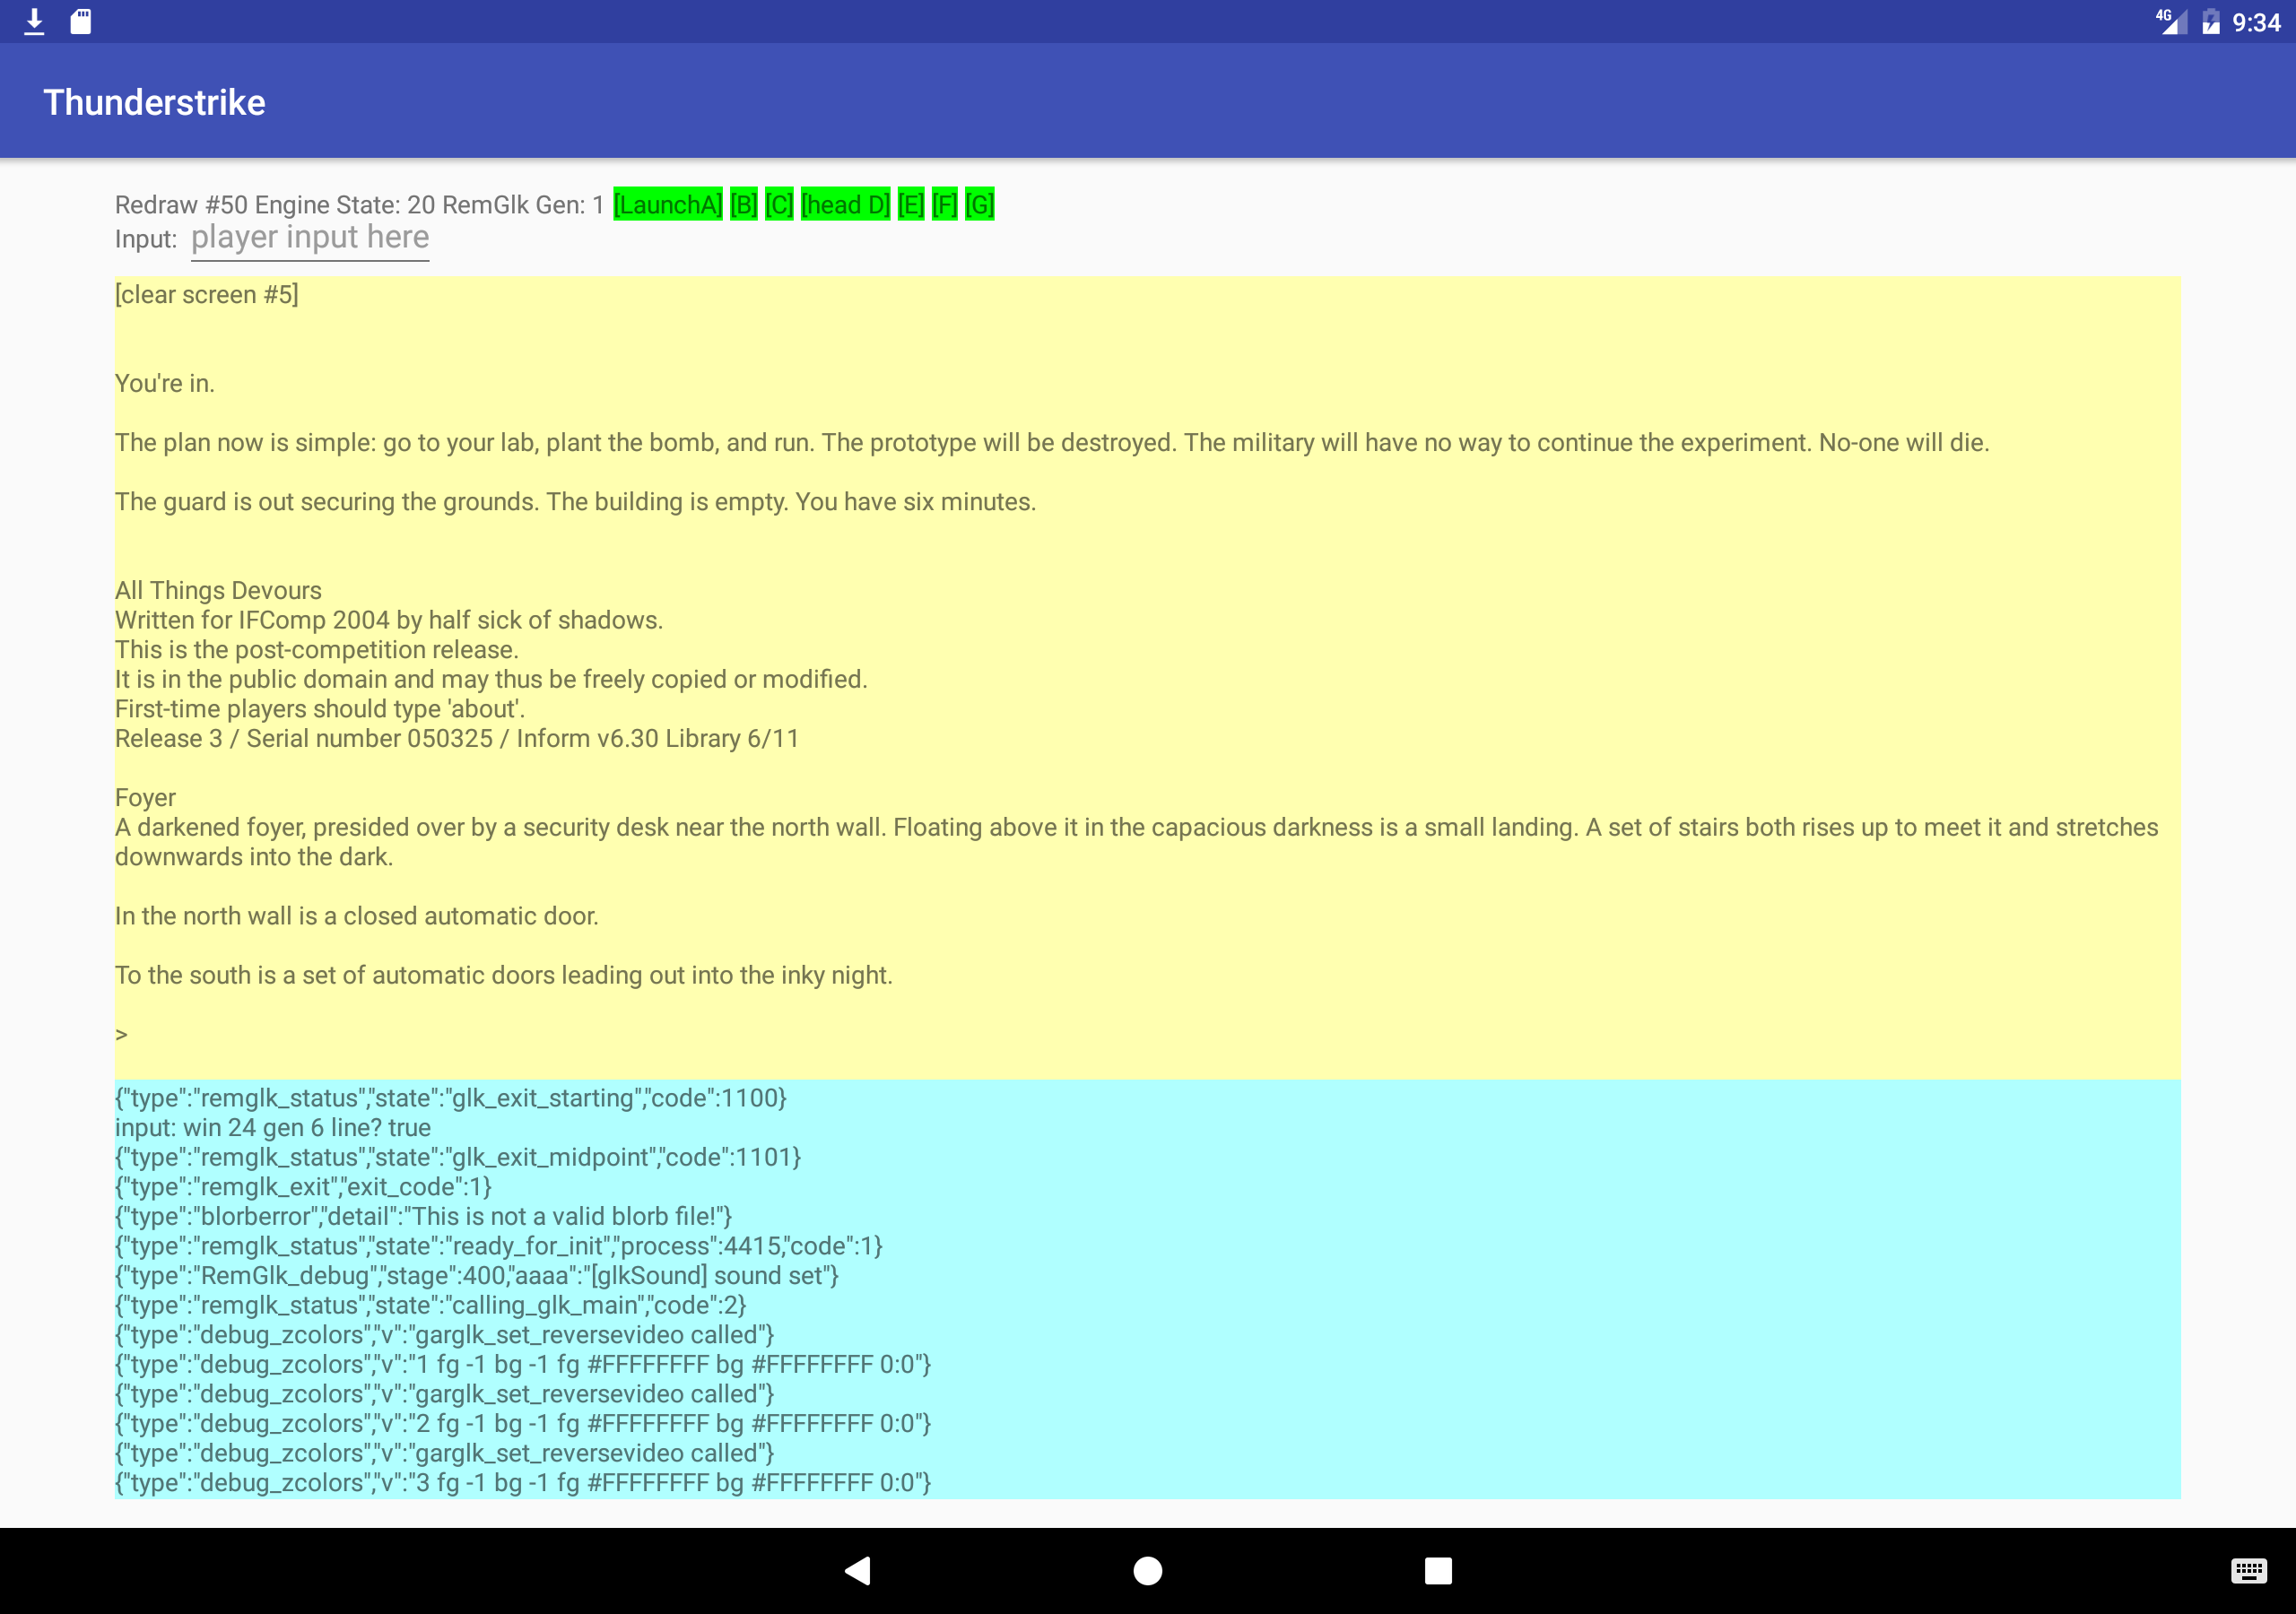 4G 9:34
Thunderstrike
Redraw #50 Engine State: 20 RemGlk Gen: 1 [LaunchA] [B] [C] [head D] [E] [F] [G]
Input: player input here
[clear screen #5]
You're in.
The plan now is simple: go to your lab, plant the bomb, and run. The prototype will be destroyed. The military will have no way to continue the experiment. No-one will die.
The guard is out securing the grounds. The building is empty. You have six minutes.
All Things Devours
Written for IFComp 2004 by half sick of shadows.
This is the post-competition release.
It is in the public domain and may thus be freely copied or modified.
First-time players should type 'about'.
Release 3 / Serial number 050325 / Inform v6.30 Library 6/11
Foyer
A darkened foyer, presided over by a security desk near the north wall. Floating above it in the capacious darkness is a small landing. A set of stairs both rises up to meet it and stretches
downwards into the dark.
In the north wall is a closed automatic door.
To the south is a set of automatic doors leading out into the inky night.
>
{"type":"remglk_status","state":"glk_exit_starting","code":1100}
input: win 24 gen 6 line? true
{"type":"remglk_status","state":"glk_exit_midpoint","code":1101}
{"type":"remglk_exit","exit_code":1}
{"type":"blorberror","detail":"This is not a valid blorb file!"}
{"type":"remglk_status","state":"ready_for_init","process":4415,"code":1}
{"type":"RemGlk_debug","stage":400,"aaaa":"[glkSound] sound set"}
{"type":"remglk_status","state":"calling_glk_main","code":2}
{"type":"debug_zcolors","v":"garglk_set_reversevideo called"}
{"type":"debug_zcolors","v":"1 fg -1 bg -1 fg #FFFFFFFF bg #FFFFFFFF 0:0"}
{"type":"debug_zcolors","v":"garglk_set_reversevideo called"}
{"type":"debug_zcolors","v":"2 fg -1 bg -1 fg #FFFFFFFF bg #FFFFFFFF 0:0"}
{"type":"debug_zcolors","v":"garglk_set_reversevideo called"}
{"type":"debug_zcolors","v":"3 fg -1 bg -1 fg #FFFFFFFF bg #FFFFFFFF 0:0"}